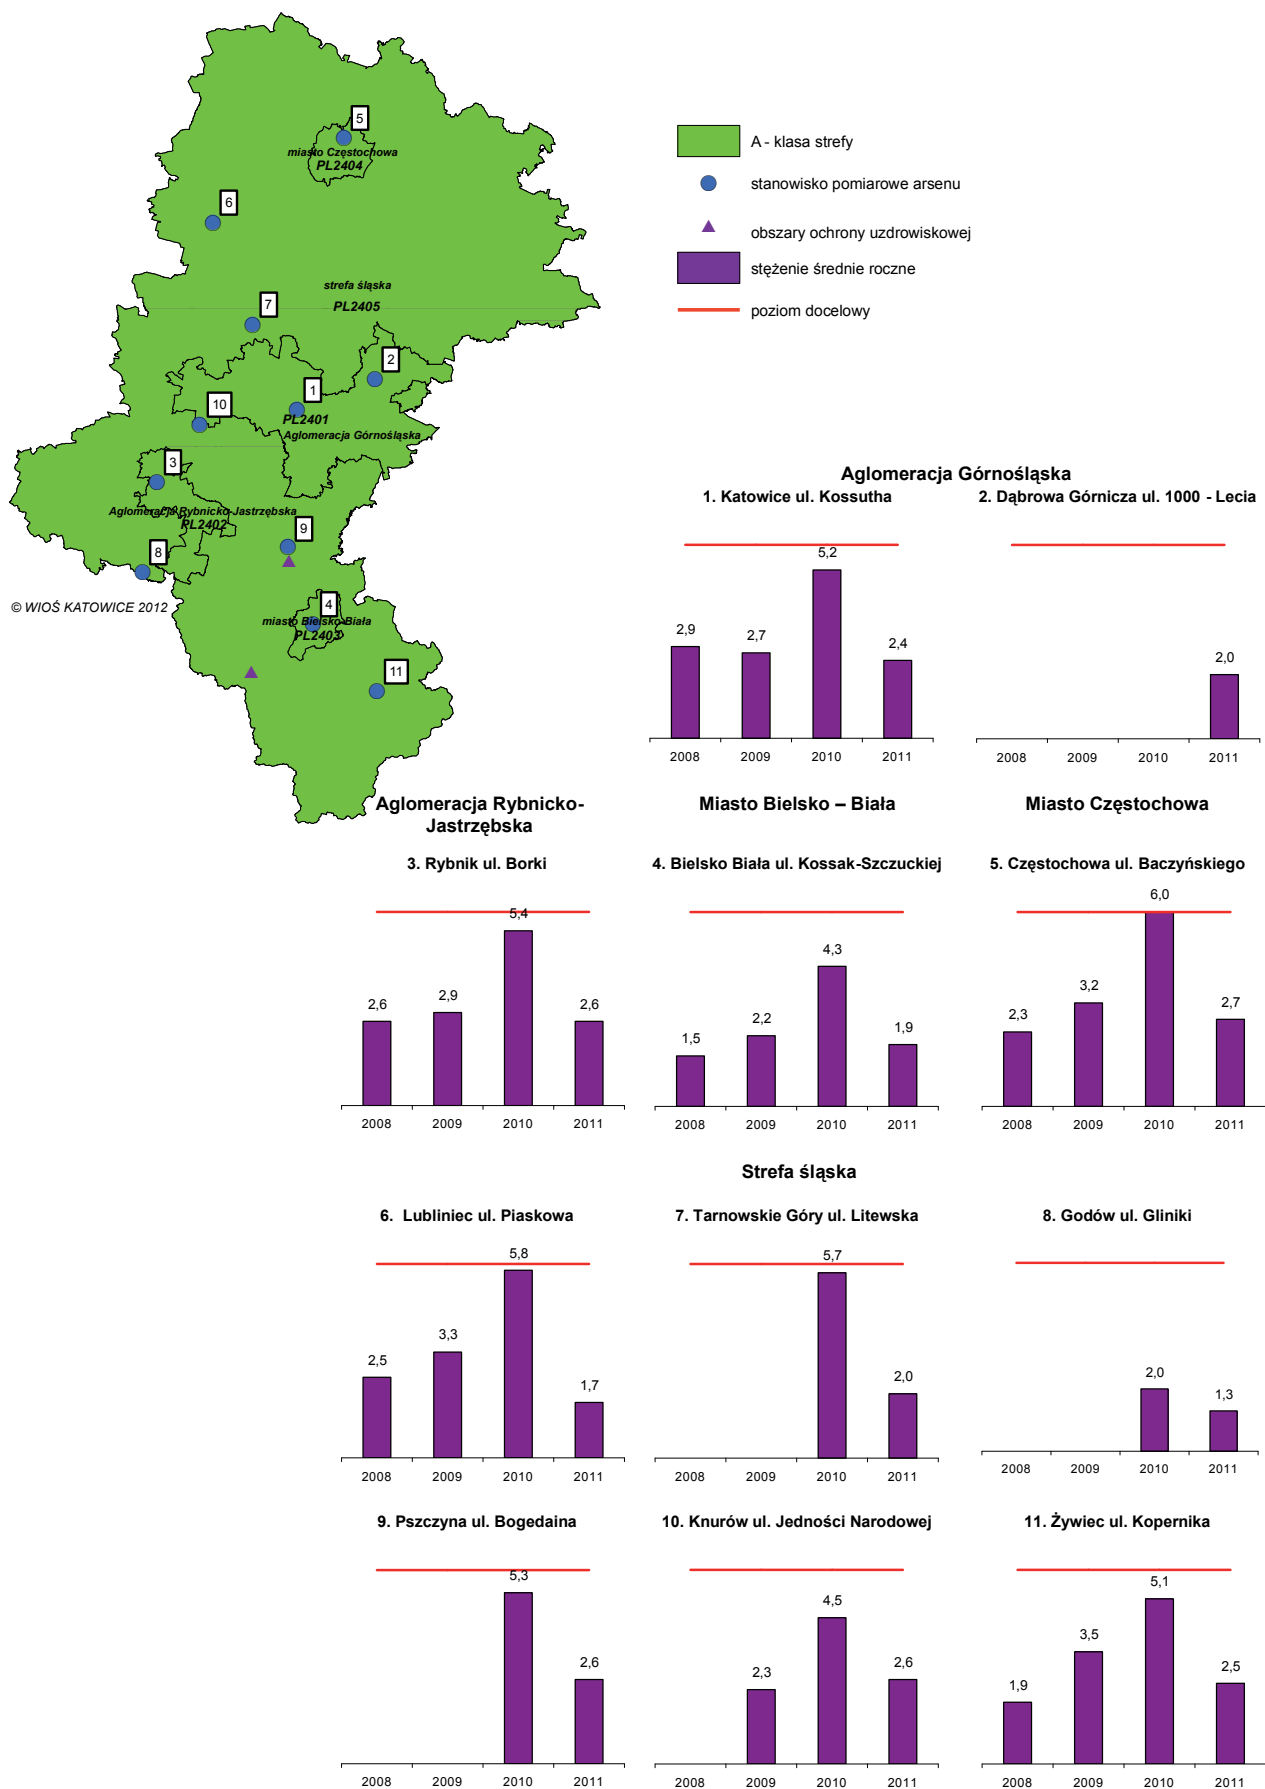 5
miasto Częstochowa
PL2404
6
strefa śląska
7
PL2405
2
1
10
PL2401
Aglomeracja Górnośląska
3
Aglomeracja Rybnicko-Jastrzębska
PL2402
9
8
© WIOŚ KATOWICE 2012
4
miasto Bielsko-Biała
PL2403
11
A - klasa strefy
stanowisko pomiarowe arsenu
obszary ochrony uzdrowiskowej
stężenie średnie roczne
poziom docelowy
Aglomeracja Górnośląska
1. Katowice ul. Kossutha
2,9
2,7
5,2
2,4
2008 2009 2010 2011
2. Dąbrowa Górnicza ul. 1000 - Lecia
2,0
2008 2009 2010 2011
Aglomeracja Rybnicko-
Jastrzębska
3. Rybnik ul. Borki
2,6
2,9
5,4
2,6
2008 2009 2010 2011
Miasto Bielsko – Biała
4. Bielsko Biała ul. Kossak-Szczuckiej
1,5
2,2
4,3
1,9
2008 2009 2010 2011
Miasto Częstochowa
5. Częstochowa ul. Baczyńskiego
2,3
3,2
6,0
2,7
2008 2009 2010 2011
Strefa śląska
6. Lubliniec ul. Piaskowa
2,5
3,3
5,8
1,7
2008 2009 2010 2011
7. Tarnowskie Góry ul. Litewska
5,7
2,0
2008 2009 2010 2011
8. Godów ul. Gliniki
2,0
1,3
2008 2009 2010 2011
9. Pszczyna ul. Bogedaina
5,3
2,6
2008 2009 2010 2011
10. Knurów ul. Jedności Narodowej
2,3
4,5
2,6
2008 2009 2010 2011
11. Żywiec ul. Kopernika
1,9
3,5
5,1
2,5
2008 2009 2010 2011